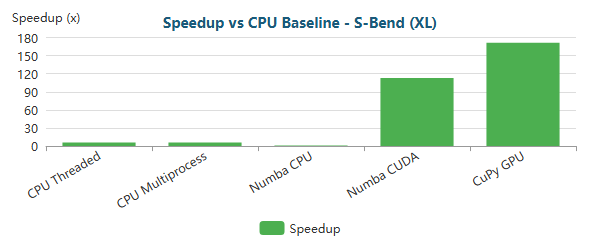 Speedup (x)
Speedup vs CPU Baseline - S-Bend (XL)
180
150
120
90
60
30
0
CPU Threaded
CPU Multiprocess
Numba CPU
Numba CUDA
CuPy GPU
Speedup